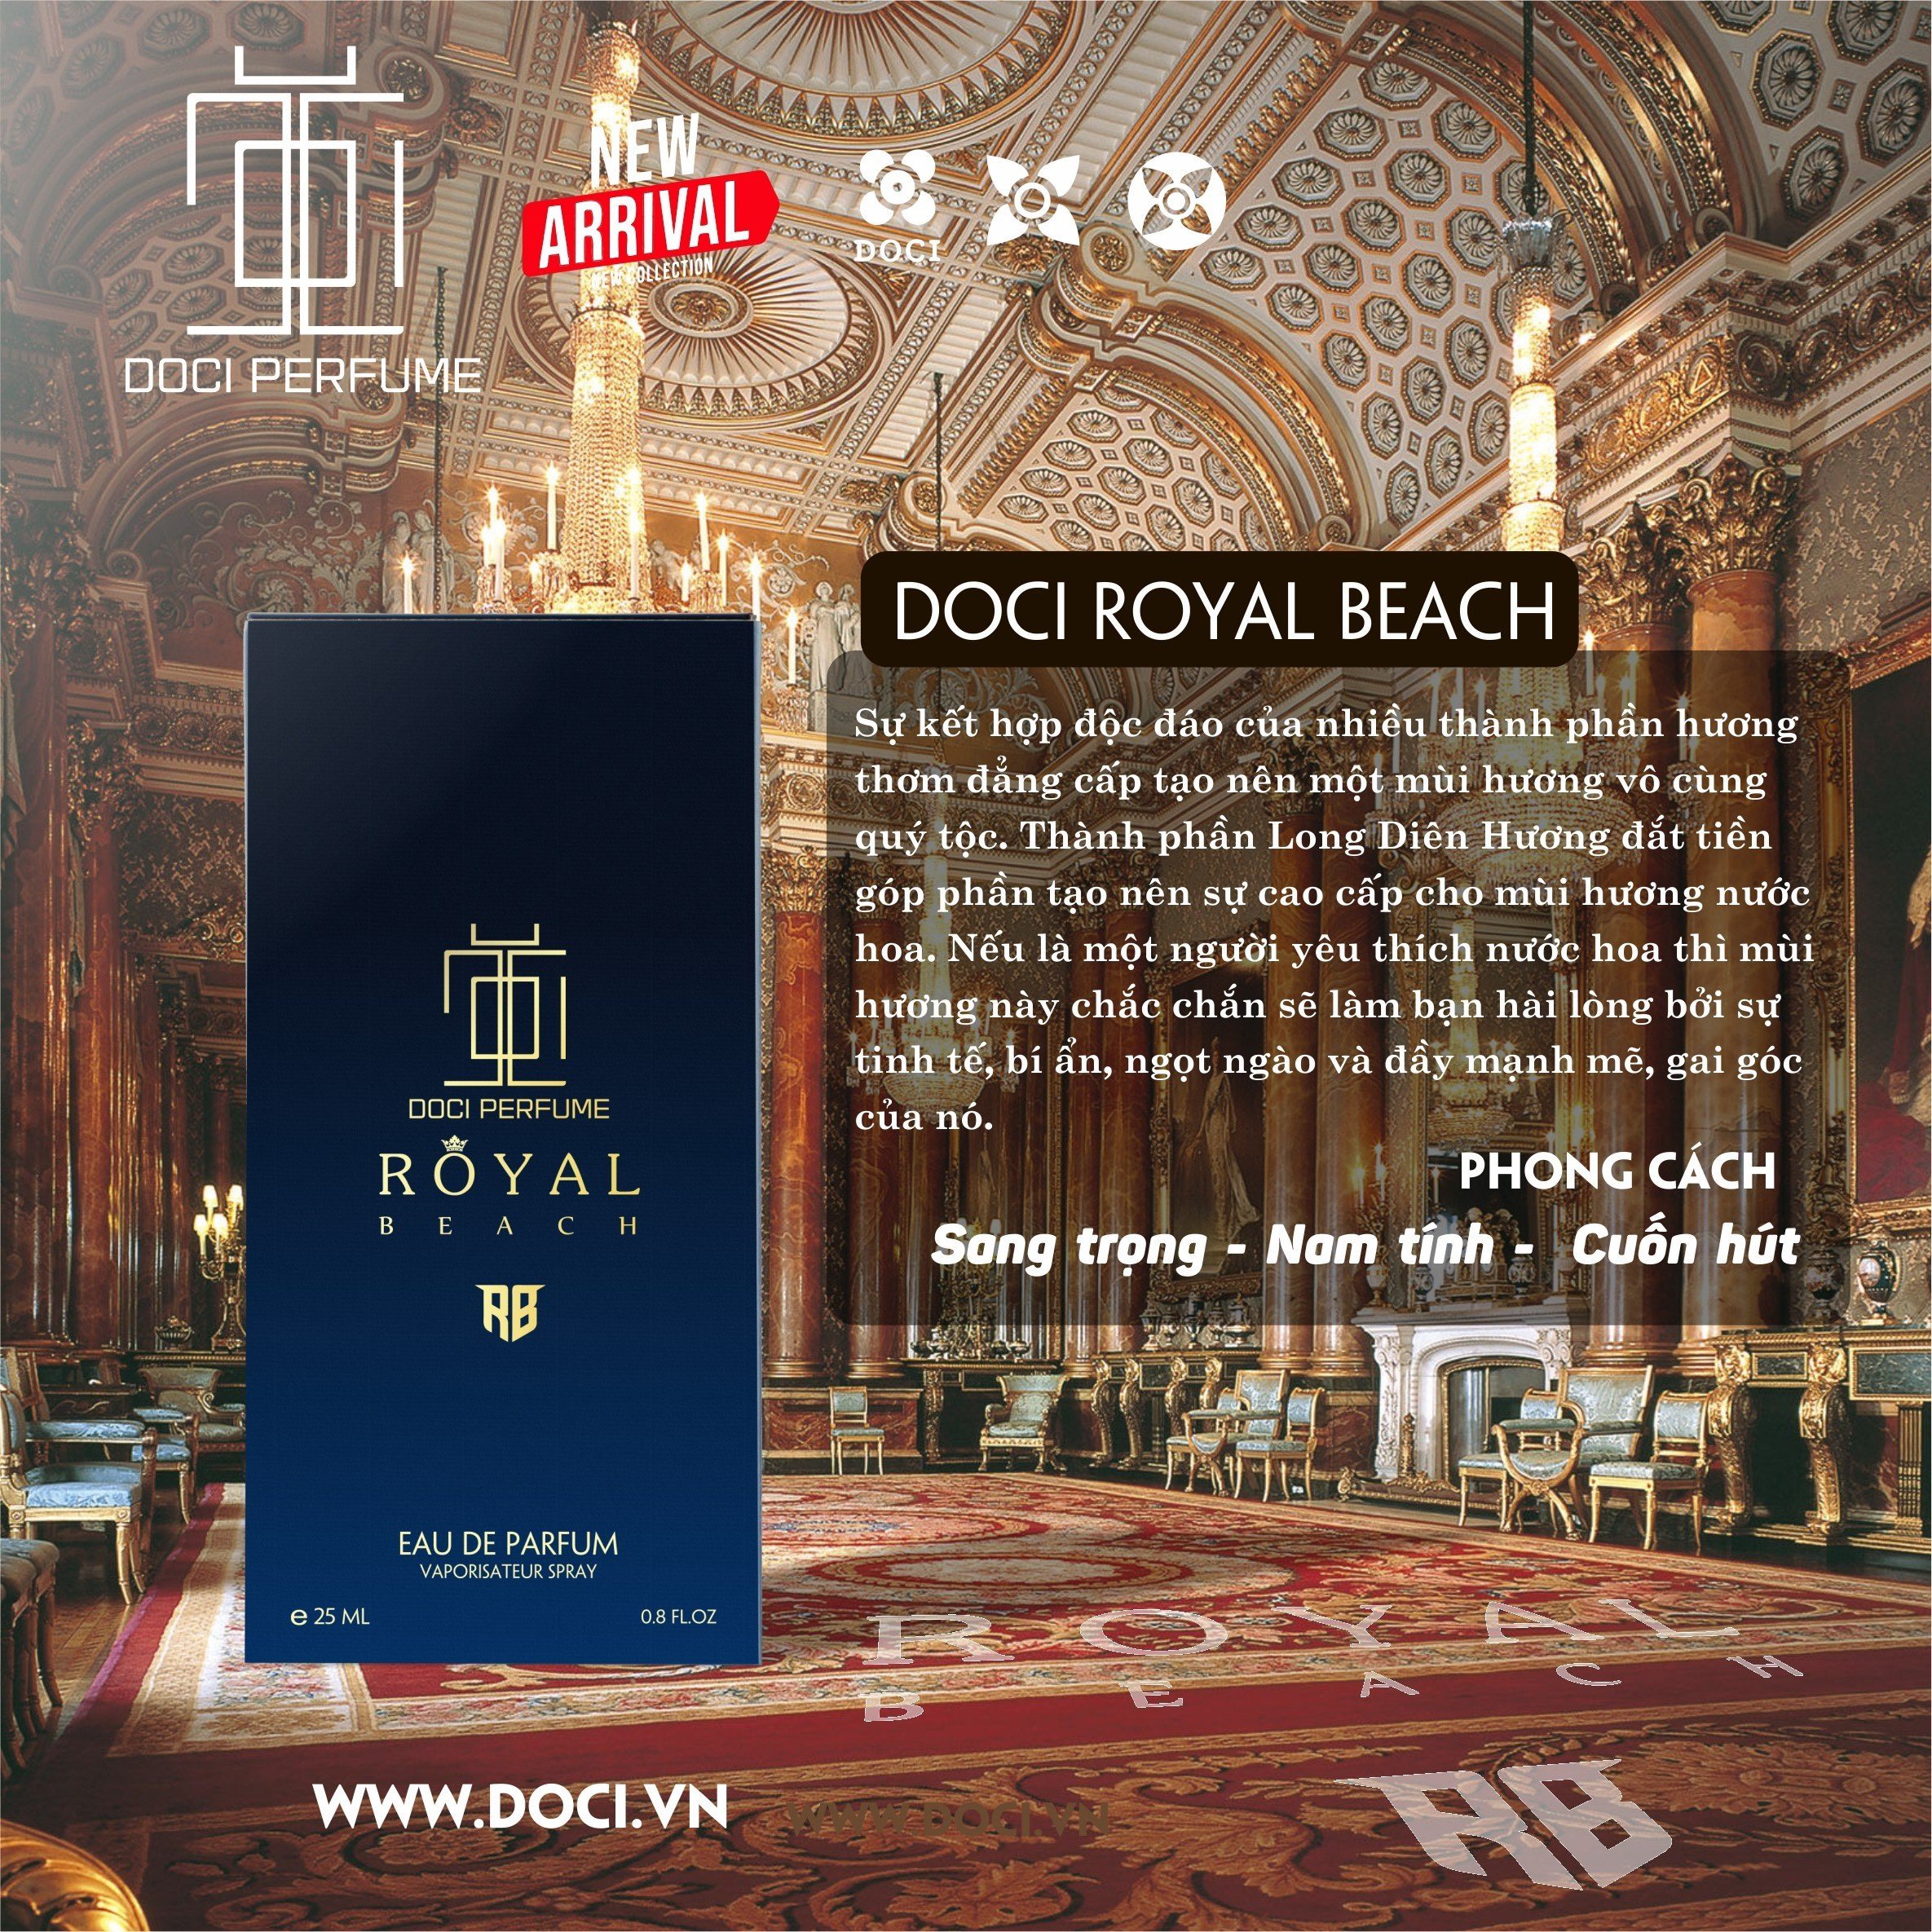 DOCI PERFUME
NEW
ARRIVAL
NEW COLLECTION
DOCI
DOCI ROYAL BEACH
Sự kết hợp độc đáo của nhiều thành phần hương
thơm đẳng cấp tạo nên một mùi hương vô cùng
quý tộc. Thành phần Long Diên Hương đắt tiền
góp phần tạo nên sự cao cấp cho mùi hương nước
hoa. Nếu là một người yêu thích nước hoa thì mùi
hương này chắc chắn sẽ làm bạn hài lòng bởi sự
tinh tế, bí ẩn, ngọt ngào và đầy mạnh mẽ, gai góc
của nó.
PHONG CÁCH
Sang trọng - Nam tính - Cuốn hút
DOCI PERFUME
ROYAL
BEACH
RB
EAU DE PARFUM
VAPORISATEUR SPRAY
e 25 ML
0.8 FL.OZ
ROYAL
BEACH
RB
WWW.DOCI.VN
WWW.DOCI.VN